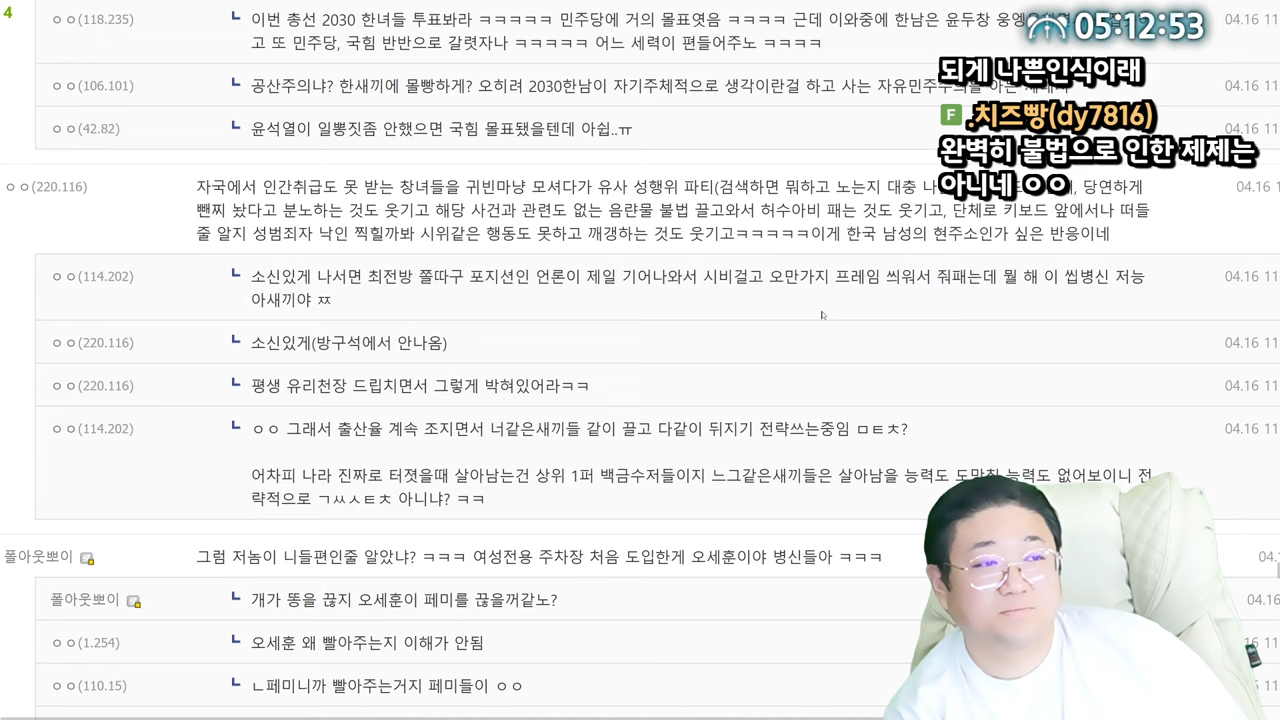 4
ㅇㅇ(118.235)
이번 총선 2030 한녀들 투표봐라 ㅋㅋㅋㅋㅋ 민주당에 거의 몰표엿음 ㅋㅋㅋㅋ 근데 이와중에 한남은 윤두창 웅엥
고 또 민주당, 국힘 반반으로 갈럿자나 ㅋㅋㅋㅋㅋ 어느 세력이 편들어주노 ㅋㅋㅋㅋ
04.16 11
05:12:53
ㅇㅇ(106.101)
공산주의냐? 한새끼에 몰빵하게? 오히려 2030한남이 자기주체적으로 생각이란걸 하고 사는 자유민주주의를
되게 나쁜인식이래
F .치즈빵(dy7816)
완벽히 불법으로 인한 제제는
아니네 ㅇㅇ
ㅇㅇ(42.82)
윤석열이 일뽕짓좀 안했으면 국힘 몰표됐을텐데 아쉽..ㅠ
04.16 11
ㅇㅇ(220.116)
자국에서 인간취급도 못 받는 창녀들을 귀빈마냥 모셔다가 유사 성행위 파티(검색하면 뭐하고 노는지 대충 당연하게
뺀찌 놨다고 분노하는 것도 웃기고 해당 사건과 관련도 없는 음란물 불법 끌고와서 허수아비 패는 것도 웃기고, 단체로 키보드 앞에서나 떠들
줄 알지 성범죄자 낙인 찍힐까봐 시위같은 행동도 못하고 깨갱하는 것도 웃기고ㅋㅋㅋㅋㅋ이게 한국 남성의 현주소인가 싶은 반응이네
04.16 1
ㅇㅇ(114.202)
소신있게 나서면 최전방 쫄따구 포지션인 언론이 제일 기어나와서 시비걸고 오만가지 프레임 씌워서 줘패는데 뭘 해 이 씹병신 저능
아새끼야 ㅉ
04.16 11
ㅇㅇ(220.116)
소신있게(방구석에서 안나옴)
04.16 11
ㅇㅇ(220.116)
평생 유리천장 드립치면서 그렇게 박혀있어라ㅋㅋ
04.16 11
ㅇㅇ(114.202)
ㅇㅇ 그래서 출산율 계속 조지면서 너같은새끼들 같이 끌고 다같이 뒤지기 전략쓰는중임 ㅁㅌㅊ?
04.16 11
어차피 나라 진짜로 터졋을때 살아남는건 상위 1퍼 백금수저들이지 느그같은새끼들은 살아남을 능력도 도망칠 능력도 없어보이니 전
략적으로 ㄱㅆㅅㅌㅊ 아니냐? ㅋㅋ
폴아웃뽀이
그럼 저놈이 니들편인줄 알았냐? ㅋㅋㅋ 여성전용 주차장 처음 도입한게 오세훈이야 병신들아 ㅋㅋㅋ
04.
폴아웃뽀이
개가 똥을 끊지 오세훈이 페미를 끊을꺼같노?
04.16
ㅇㅇ(1.254)
오세훈 왜 빨아주는지 이해가 안됨
16 11
ㅇㅇ(110.15)
ㄴ페미니까 빨아주는거지 페미들이 ㅇㅇ
11